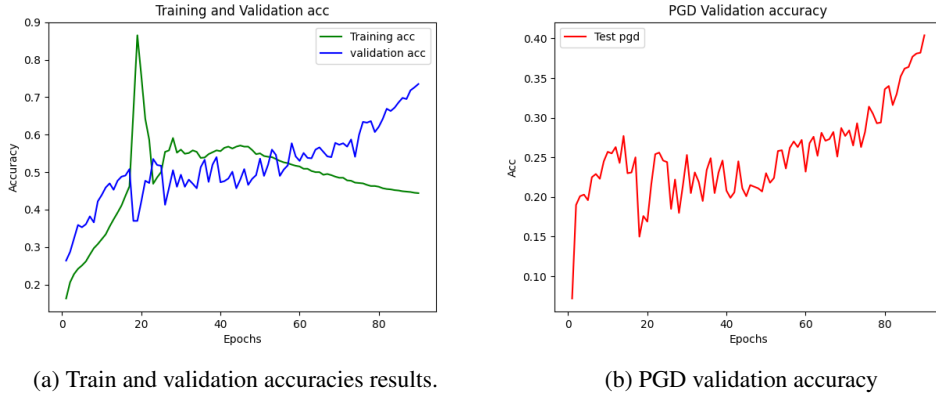 Training and Validation acc
Training acc
validation acc
Accuracy
0.9
0.8
0.7
0.6
0.5
0.4
0.3
0.2
0
20
40
60
80
Epochs
(a) Train and validation accuracies results.
PGD Validation accuracy
Test pgd
Acc
0.40
0.35
0.30
0.25
0.20
0.15
0.10
0
20
40
60
80
Epochs
(b) PGD validation accuracy